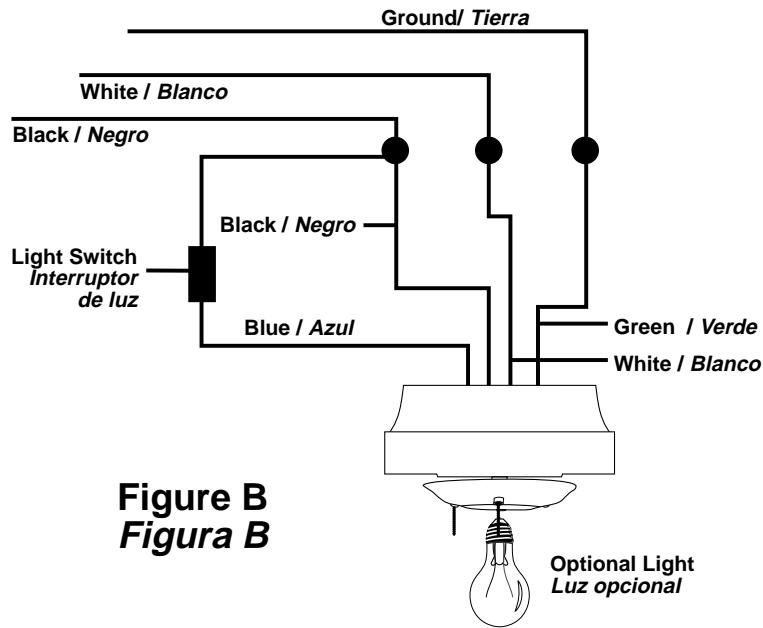 Ground/ Tierra
White / Blanco
Black / Negro
Black / Negro
Light Switch
Interruptor
de luz
Blue / Azul
Green / Verde
White / Blanco
Figure B
Figura B
Optional Light
Luz opcional